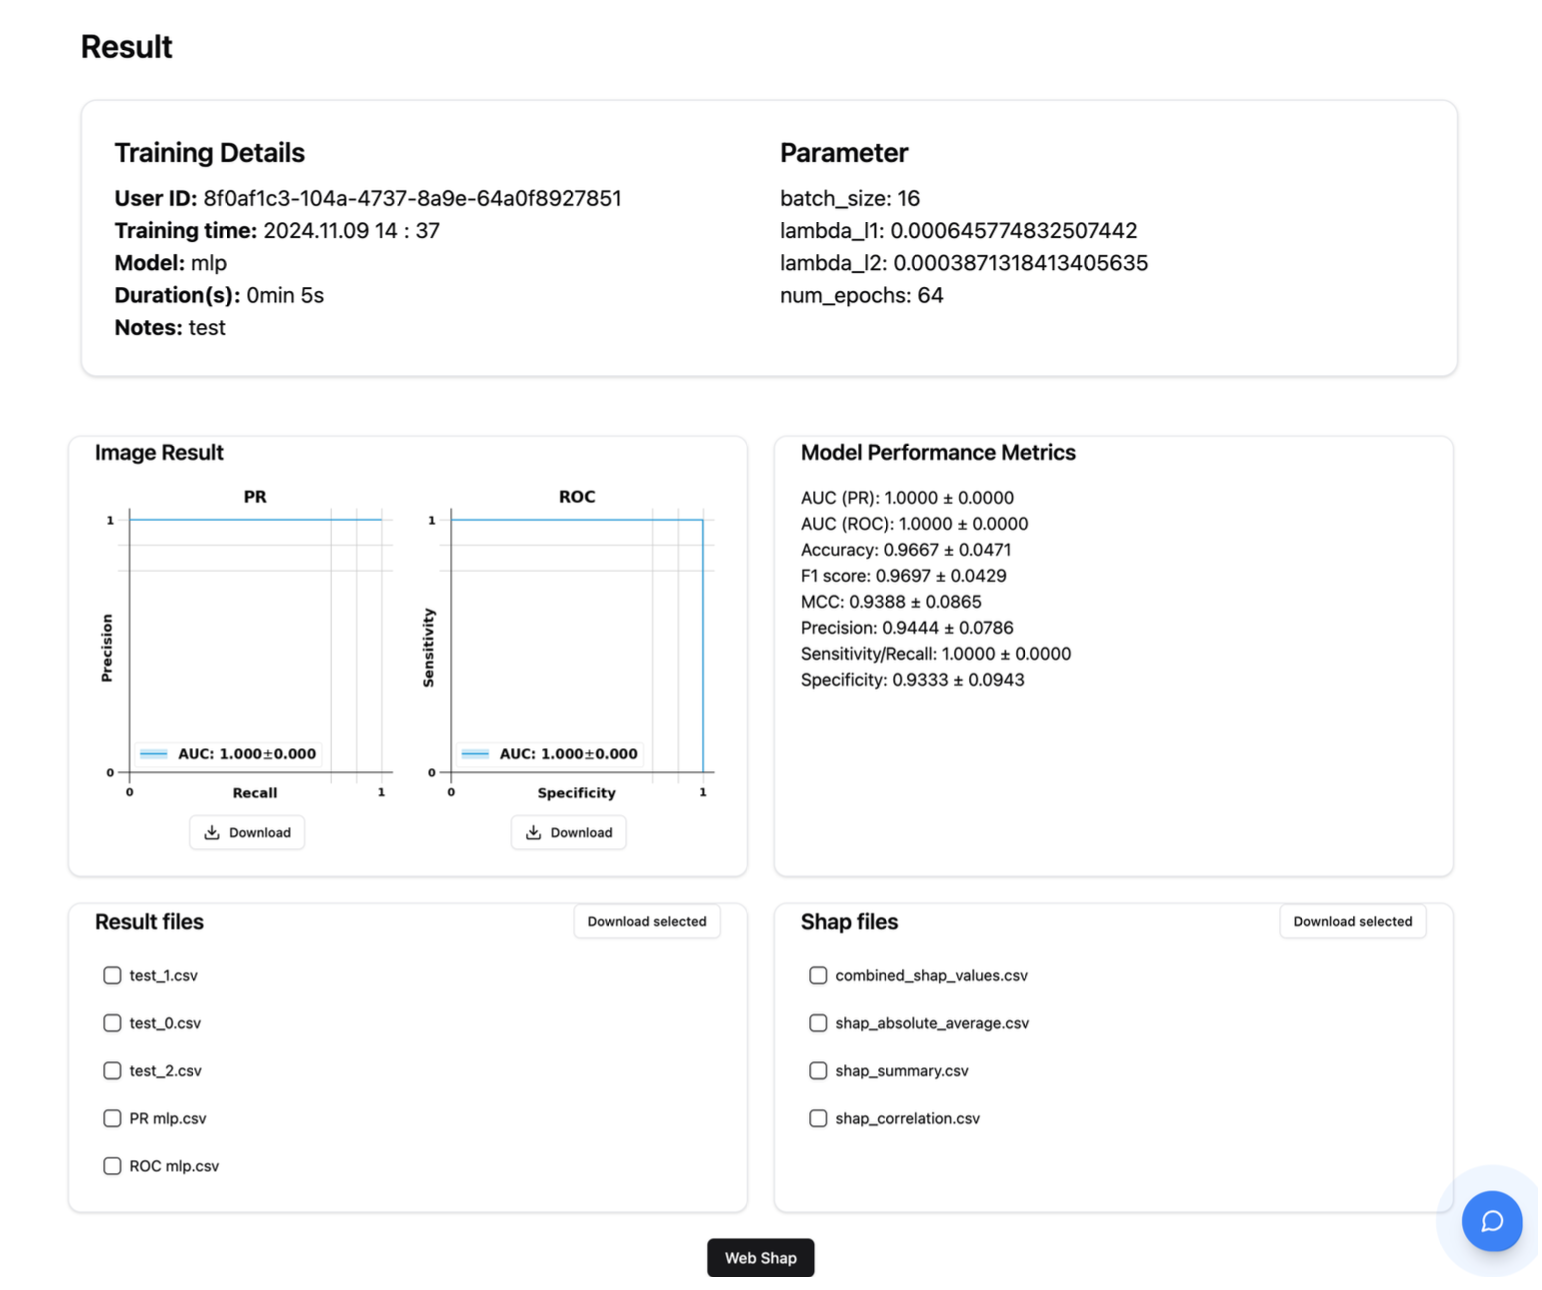 Result
Training Details
User ID: 8f0af1c3-104a-4737-8a9e-64a0f8927851
Training time: 2024.11.09 14 : 37
Model: mlp
Duration(s): 0min 5s
Notes: test
Parameter
batch_size: 16
lambda_l1: 0.000645774832507442
lambda_l2: 0.0003871318413405635
num_epochs: 64
Image Result
PR
1
Precision
AUC: 1.000±0.000
0
0
Recall
1
Download
ROC
1
Sensitivity
AUC: 1.000±0.000
0
0
Specificity
1
Download
Model Performance Metrics
AUC (PR): 1.0000 ± 0.0000
AUC (ROC): 1.0000 ± 0.0000
Accuracy: 0.9667 ± 0.0471
F1 score: 0.9697 ± 0.0429
MCC: 0.9388 ± 0.0865
Precision: 0.9444 ± 0.0786
Sensitivity/Recall: 1.0000 ± 0.0000
Specificity: 0.9333 ± 0.0943
Result files
Download selected
test_1.csv
test_0.csv
test_2.csv
PR mlp.csv
ROC mlp.csv
Shap files
Download selected
combined_shap_values.csv
shap_absolute_average.csv
shap_summary.csv
shap_correlation.csv
Web Shap